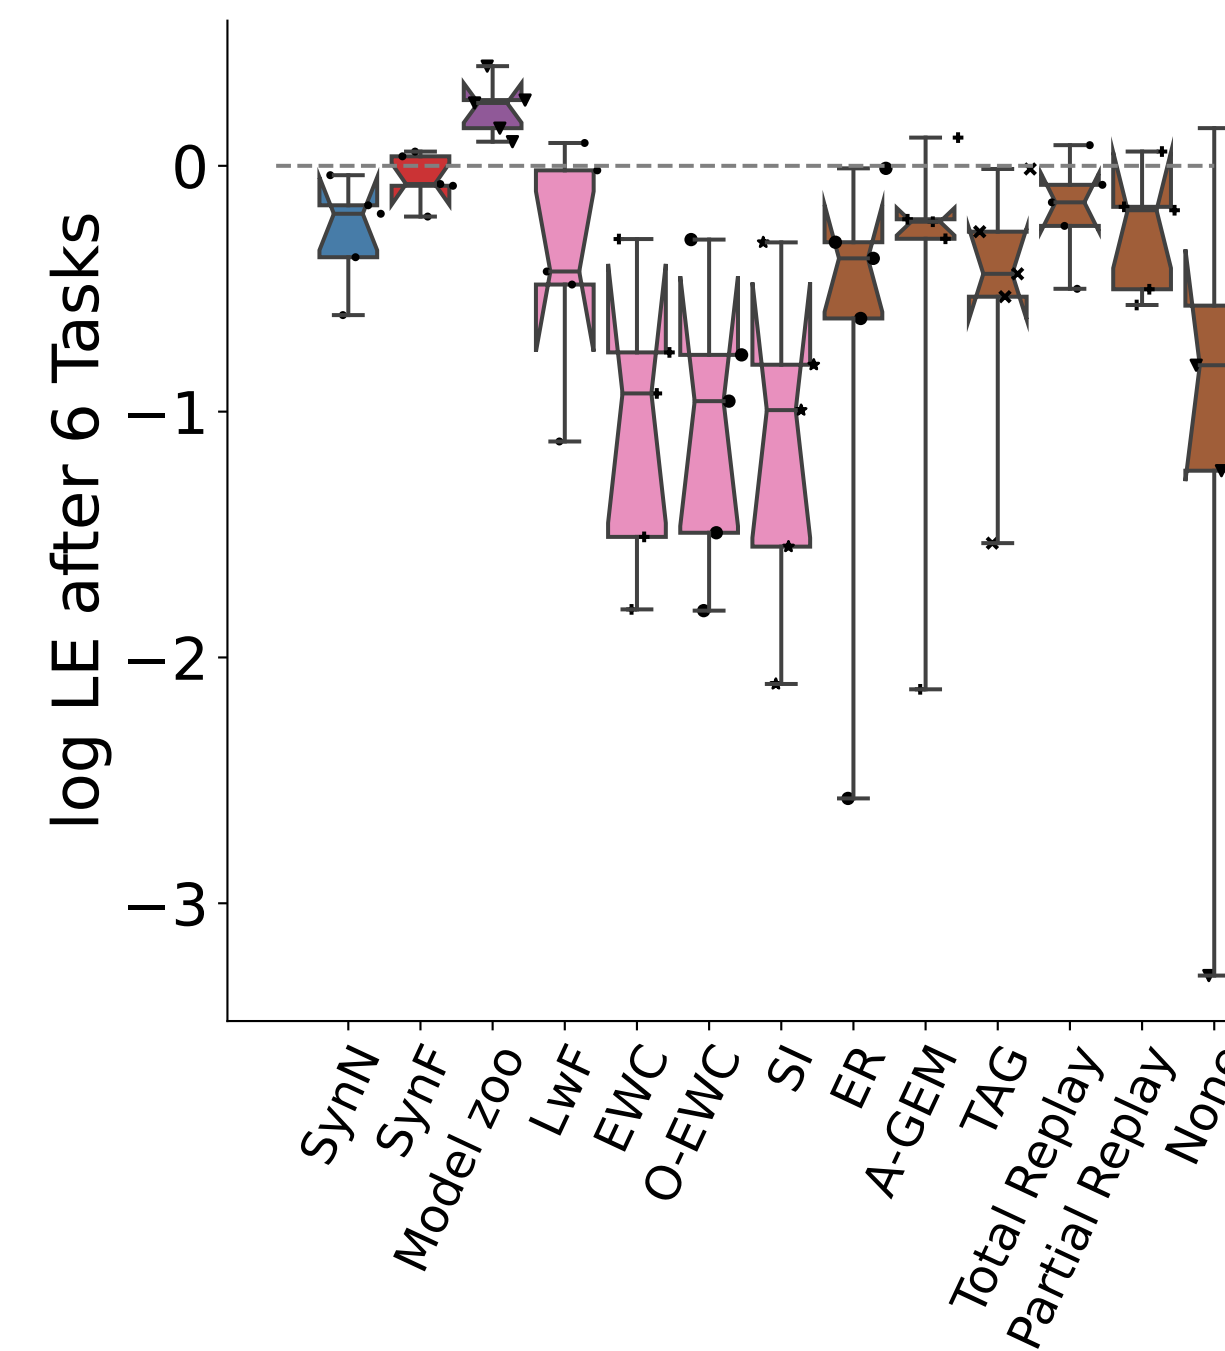 log LE after 6 Tasks
0
−1
−2
−3
SynN
SynF
Model zoo
LwF
EWC
O-EWC
SI
ER
A-GEM
TAG
Total Replay
Partial Replay
None